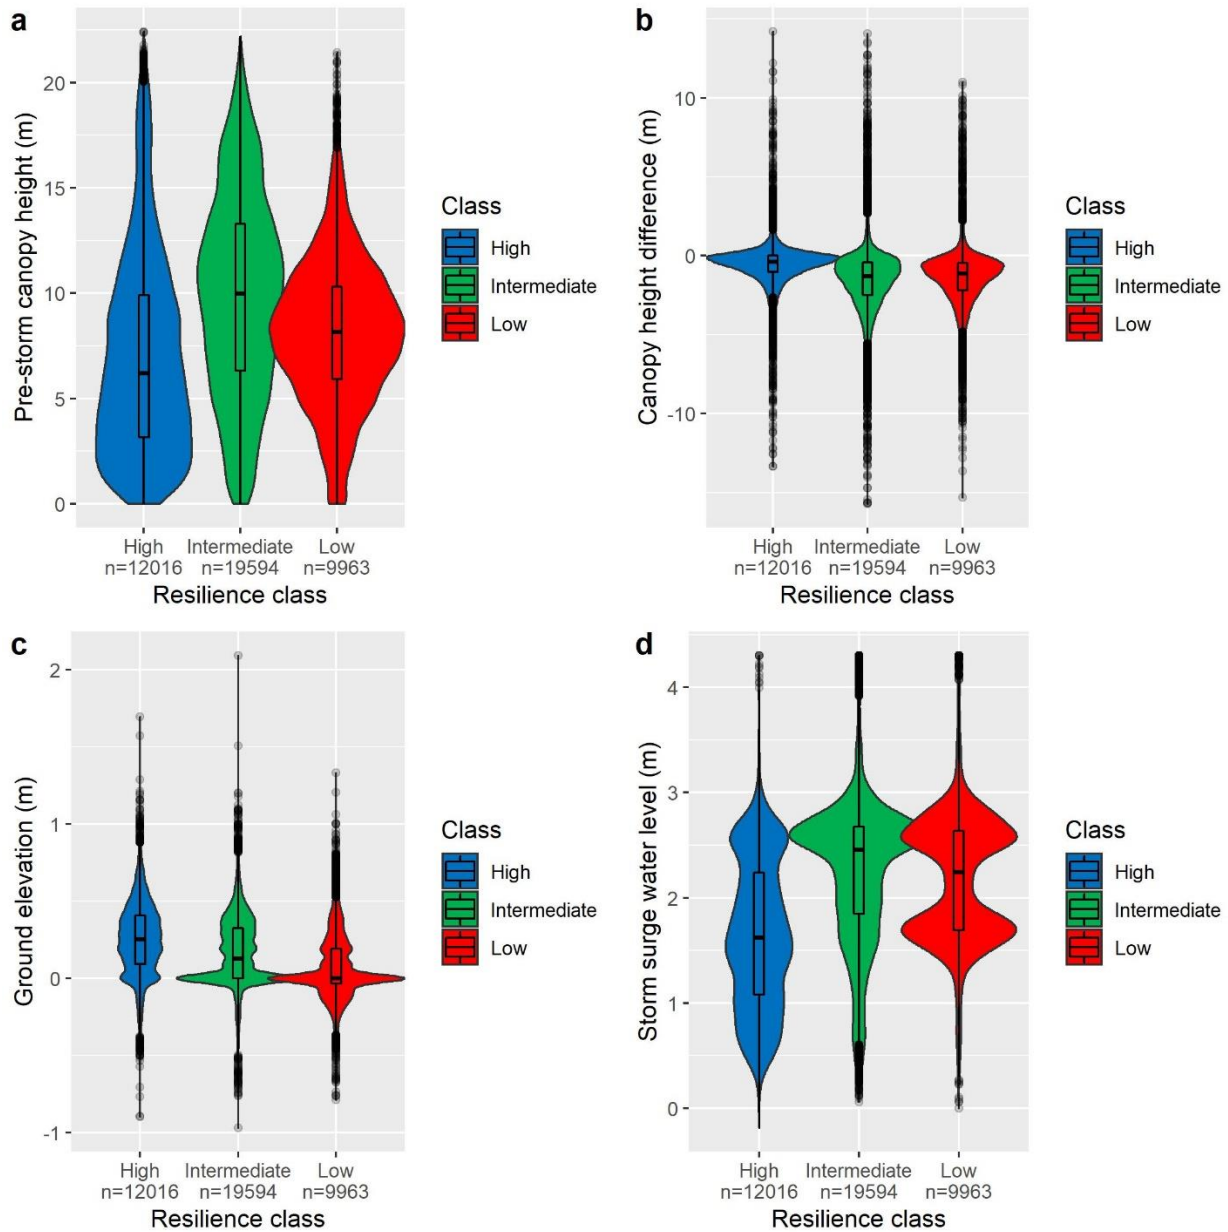 a
Pre-storm canopy height (m)
20
15
10
5
0
High
n=12016
Intermediate
n=19594
Low
n=9963
Resilience class
Class
High
Intermediate
Low
b
Canopy height difference (m)
10
0
-10
High
n=12016
Intermediate
n=19594
Low
n=9963
Resilience class
Class
High
Intermediate
Low
c
Ground elevation (m)
2
1
0
-1
High
n=12016
Intermediate
n=19594
Low
n=9963
Resilience class
Class
High
Intermediate
Low
d
Storm surge water level (m)
4
3
2
1
0
High
n=12016
Intermediate
n=19594
Low
n=9963
Resilience class
Class
High
Intermediate
Low